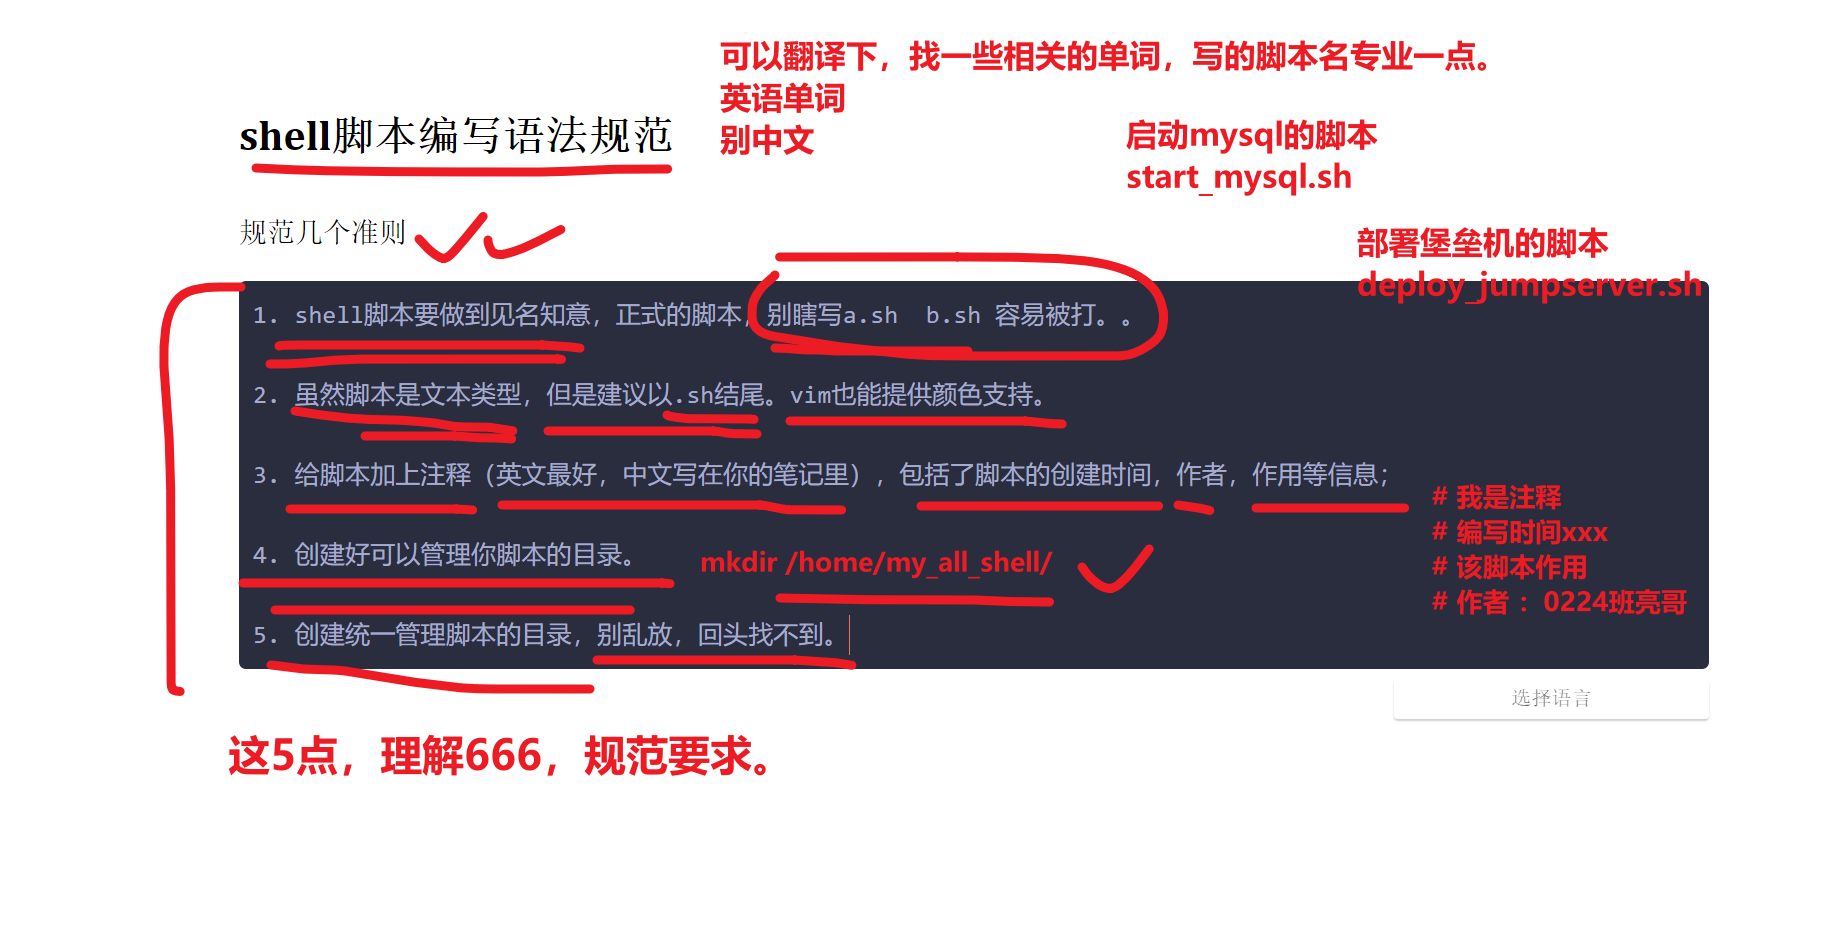 可以翻译下，找一些相关的单词，写的脚本名专业一点。
英语单词
别中文
shell脚本编写语法规范
启动mysql的脚本
start_mysql.sh
规范几个准则
部署堡垒机的脚本
deploy_jumpserver.sh
1. shell脚本要做到见名知意，正式的脚本，别瞎写a.sh  b.sh 容易被打。。
2. 虽然脚本是文本类型，但是建议以.sh结尾。vim也能提供颜色支持。
3. 给脚本加上注释（英文最好，中文写在你的笔记里），包括了脚本的创建时间，作者，作用等信息；
# 我是注释
# 编写时间xxx
# 该脚本作用
# 作者 ：0224班亮哥
4. 创建好可以管理你脚本的目录。
mkdir /home/my_all_shell/
5. 创建统一管理脚本的目录，别乱放，回头找不到。
选择语言
这5点，理解666，规范要求。